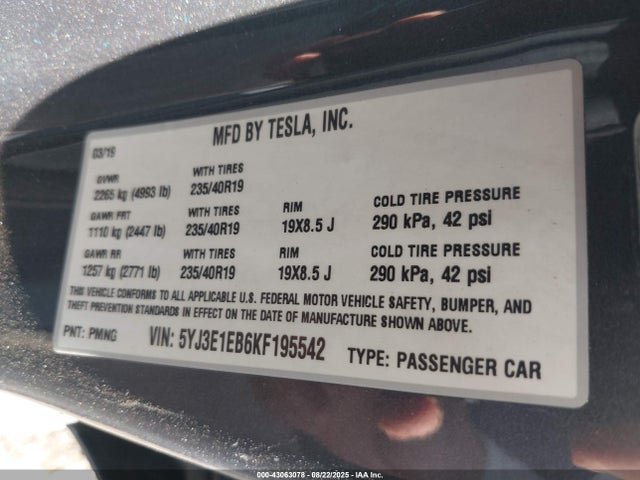 MFD BY TESLA, INC.
03/19
GVWR
2265 kg (4993 lb)
WITH TIRES
235/40R19
GAWR FRT
1110 kg (2447 lb)
WITH TIRES
235/40R19
RIM
19X8.5 J
COLD TIRE PRESSURE
290 kPa, 42 psi
GAWR RR
1257 kg (2771 lb)
WITH TIRES
235/40R19
RIM
19X8.5 J
COLD TIRE PRESSURE
290 kPa, 42 psi
THIS VEHICLE CONFORMS TO ALL APPLICABLE U.S. FEDERAL MOTOR VEHICLE SAFETY, BUMPER, AND
THEFT PREVENTION STANDARDS IN EFFECT ON THE DATE OF MANUFACTURE SHOWN ABOVE.
PNT: PMNG
VIN: 5YJ3E1EB6KF195542
TYPE: PASSENGER CAR
000-43063078 - 08/22/2025 - IAA Inc.